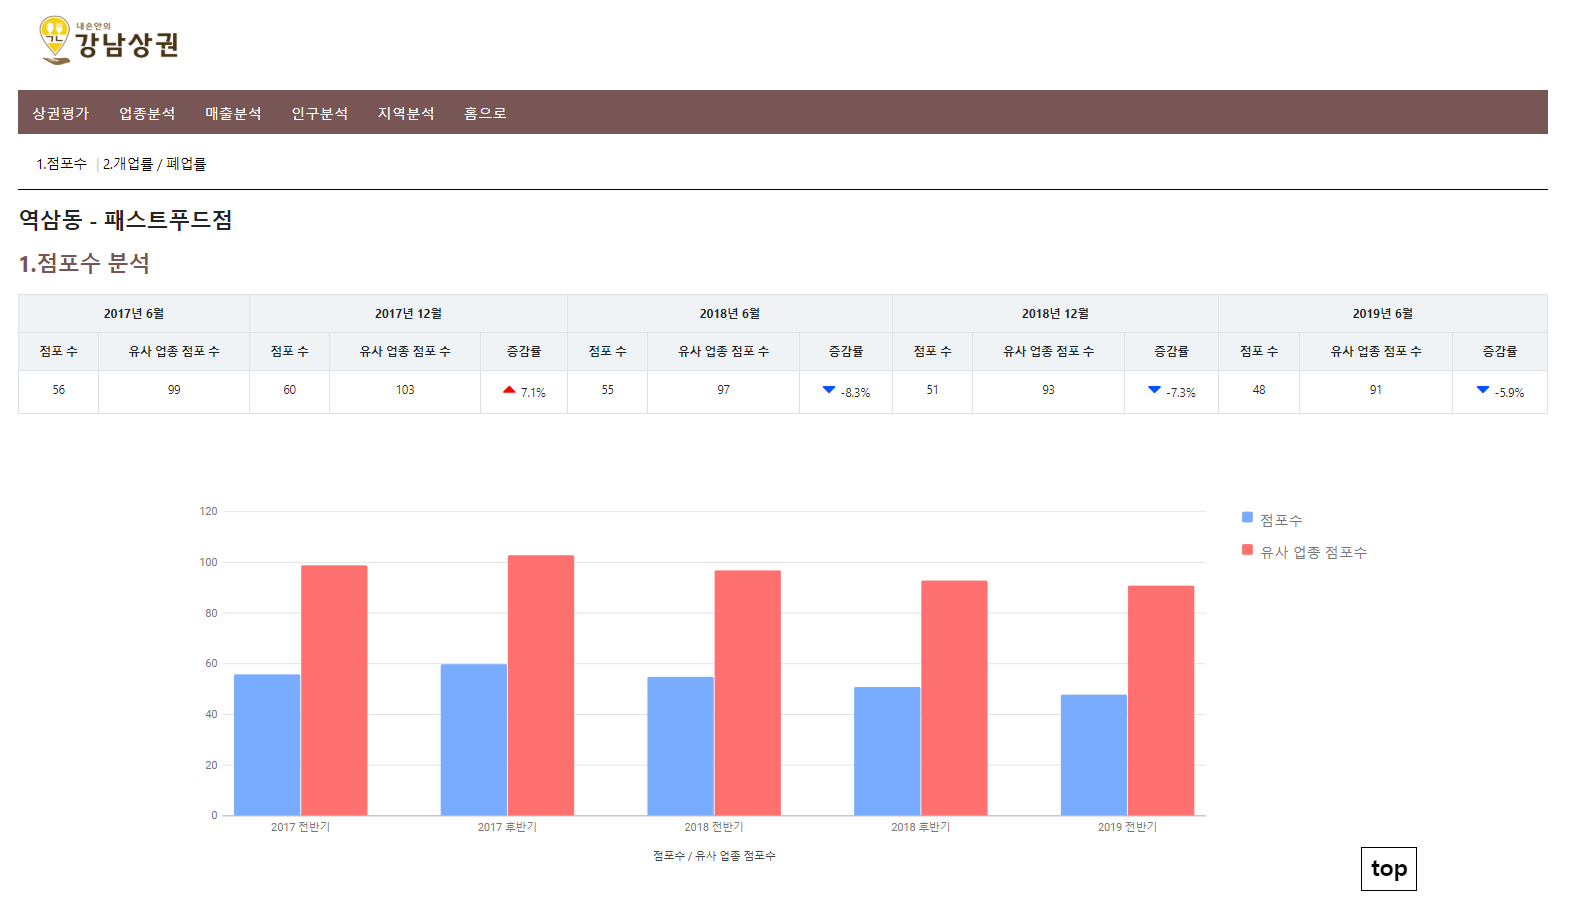 내손안의
강남상권
상권평가 업종분석 매출분석 인구분석 지역분석 홈으로
1.점포수 | 2.개업률 / 폐업률
역삼동 - 패스트푸드점
1.점포수 분석
2017년 6월 2017년 12월 2018년 6월 2018년 12월 2019년 6월
점포 수 유사 업종 점포 수 점포 수 유사 업종 점포 수 증감률 점포 수 유사 업종 점포 수 증감률 점포 수 유사 업종 점포 수 증감률 점포 수 유사 업종 점포 수 증감률
56 99 60 103 7.1% 55 97 -8.3% 51 93 -7.3% 48 91 -5.9%
120
점포수
유사 업종 점포수
100
80
60
40
20
0
2017 전반기 2017 후반기 2018 전반기 2018 후반기 2019 전반기
점포수 / 유사 업종 점포수
top